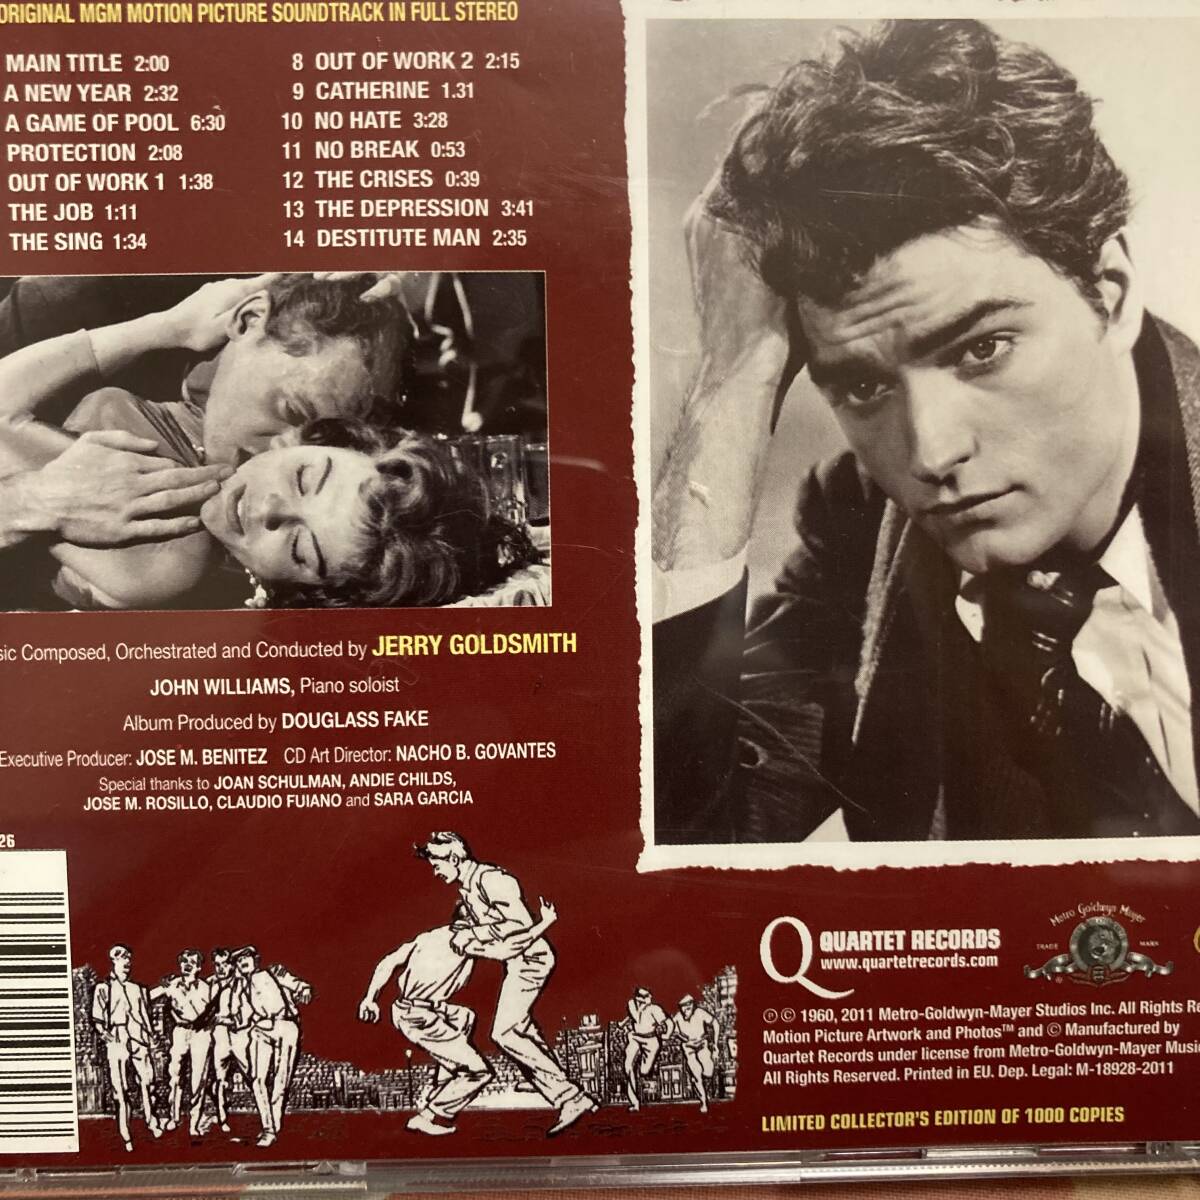 ORIGINAL MGM MOTION PICTURE SOUNDTRACK IN FULL STEREO
MAIN TITLE 2:00
A NEW YEAR 2:32
A GAME OF POOL 6:30
PROTECTION 2:08
OUT OF WORK 1 1:38
THE JOB 1:11
THE SING 1:34
8 OUT OF WORK 2 2:15
9 CATHERINE 1.31
10 NO HATE 3:28
11 NO BREAK 0:53
12 THE CRISES 0:39
13 THE DEPRESSION 3:41
14 DESTITUTE MAN 2:35
sic Composed, Orchestrated and Conducted by JERRY GOLDSMITH
JOHN WILLIAMS, Piano soloist
Album Produced by DOUGLASS FAKE
Executive Producer: JOSE M. BENITEZ CD Art Director: NACHO B. GOVANTES
Special thanks to JOAN SCHULMAN, ANDIE CHILDS,
JOSE M. ROSILLO, CLAUDIO FUIANO and SARA GARCIA
26
Q QUARTET RECORDS
www.quartetrecords.com
Metro Goldwyn Mayer
TRADE MARK
℗ © 1960, 2011 Metro-Goldwyn-Mayer Studios Inc. All Rights Re
Motion Picture Artwork and Photos™ and © Manufactured by
Quartet Records under license from Metro-Goldwyn-Mayer Music
All Rights Reserved. Printed in EU. Dep. Legal: M-18928-2011
LIMITED COLLECTOR'S EDITION OF 1000 COPIES